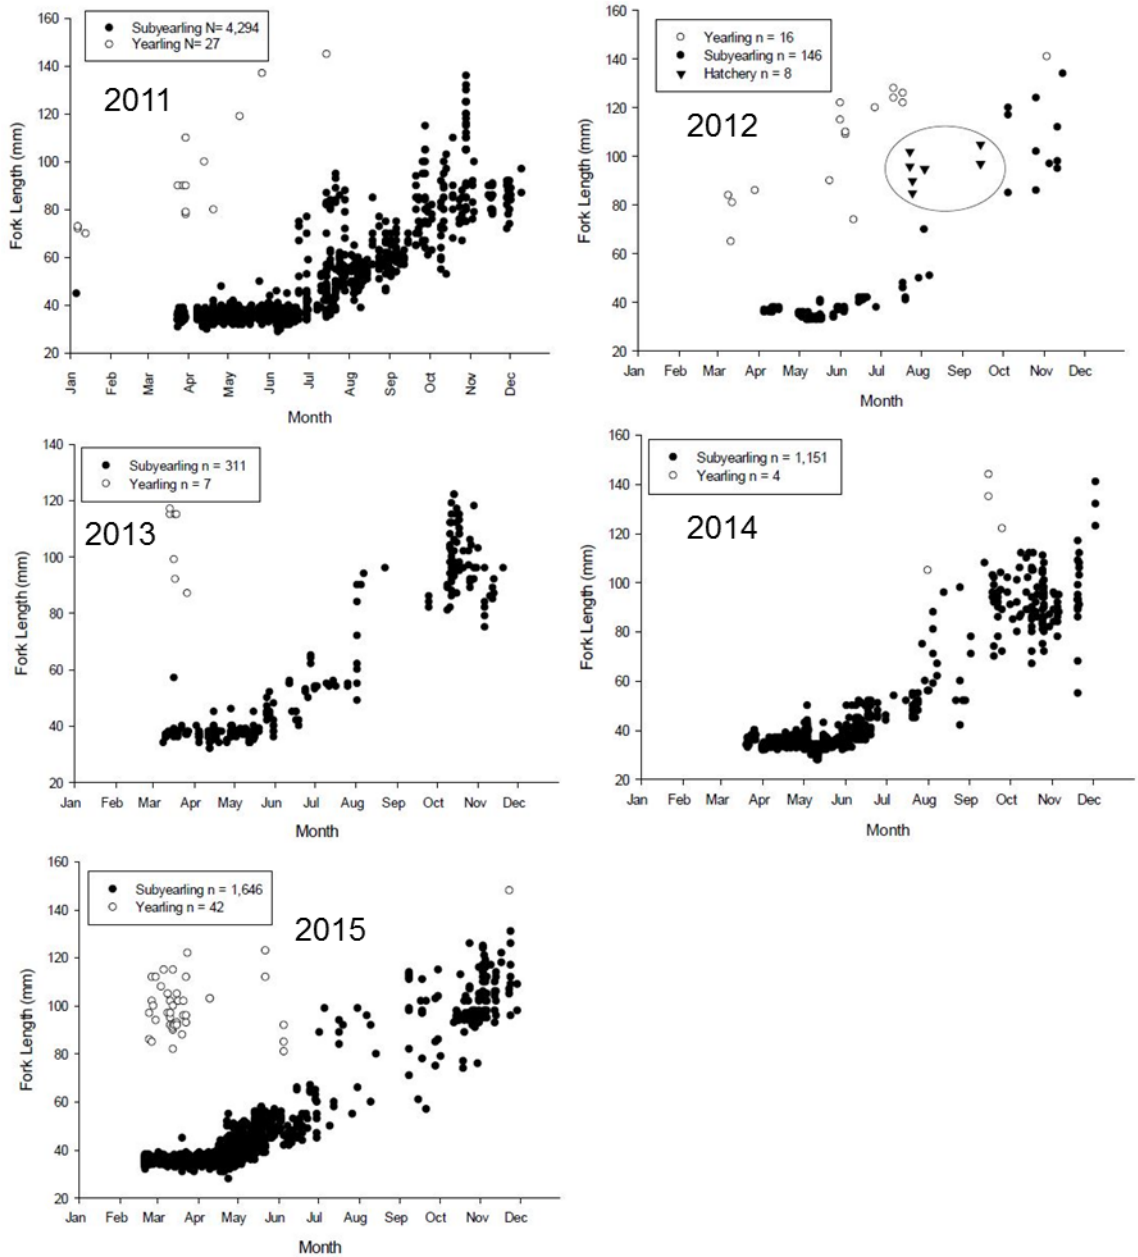 160
140
120
100
80
60
40
20
Fork Length (mm)
Subyearling N= 4,294
Yearling N= 27
2011
Jan Feb Mar Apr May Jun Jul Aug Sep Oct Nov Dec
Month
160
140
120
100
80
60
40
20
Fork Length (mm)
Yearling n = 16
Subyearling n = 146
Hatchery n = 8
2012
Jan Feb Mar Apr May Jun Jul Aug Sep Oct Nov Dec
Month
140
120
100
80
60
40
20
Fork Length (mm)
Subyearling n = 311
Yearling n = 7
2013
Jan Feb Mar Apr May Jun Jul Aug Sep Oct Nov Dec
Month
160
140
120
100
80
60
40
20
Fork Length (mm)
Subyearling n = 1,151
Yearling n = 4
2014
Jan Feb Mar Apr May Jun Jul Aug Sep Oct Nov Dec
Month
160
140
120
100
80
60
40
20
Fork Length (mm)
Subyearling n = 1,646
Yearling n = 42
2015
Jan Feb Mar Apr May Jun Jul Aug Sep Oct Nov Dec
Month